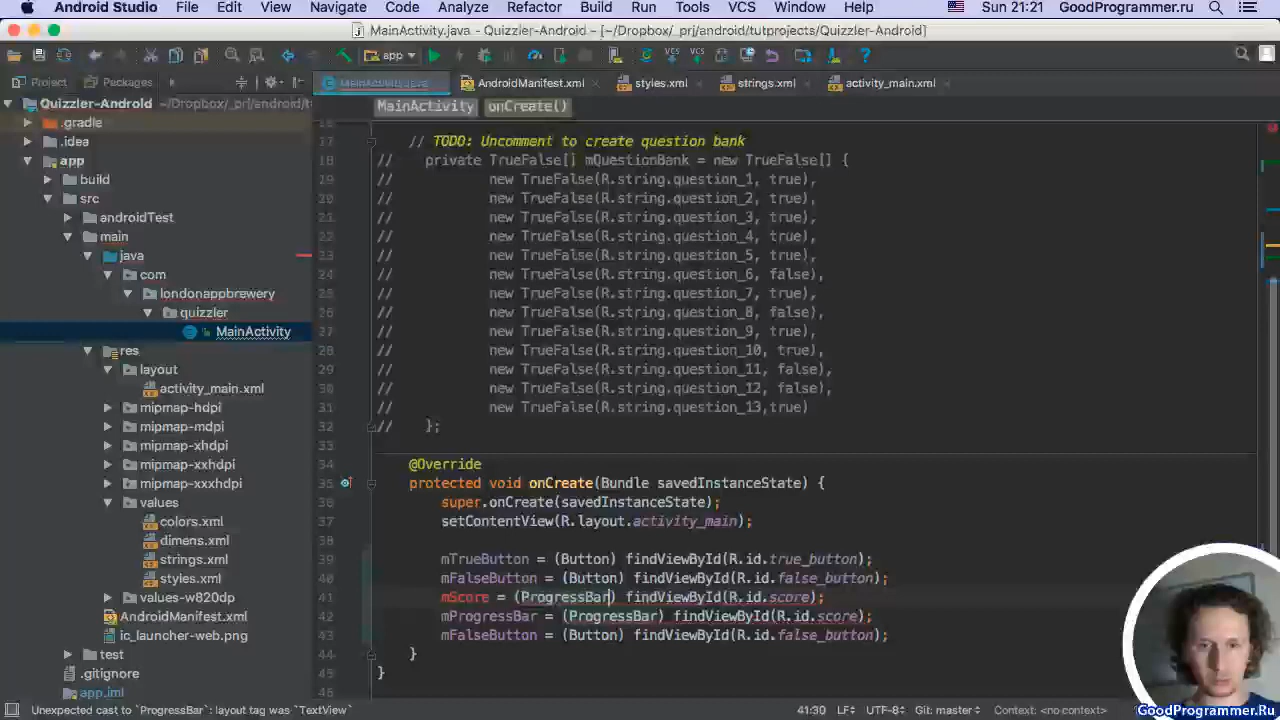 Android Studio File Edit View Navigate Code Analyze Refactor Build Run Tools VCS Window Help Sun 21:21 GoodProgrammer.ru
MainActivity.java - Quizzler-Android - [~/Dropbox/_prj/android/tutprojects/Quizzler-Android]
app VCS VCS
Project Packages MainActivity.java AndroidManifest.xml styles.xml strings.xml activity_main.xml
Quizzler-Android ~/Dropbox/_prj/android/t
MainActivity onCreate()
.gradle
.idea
app
build
src
androidTest
main
java
com
londonappbrewery
quizzler
MainActivity
res
layout
activity_main.xml
mipmap-hdpi
mipmap-mdpi
mipmap-xhdpi
mipmap-xxhdpi
mipmap-xxxhdpi
values
colors.xml
dimens.xml
strings.xml
styles.xml
values-w820dp
AndroidManifest.xml
ic_launcher-web.png
test
.gitignore
app.iml
16
17 // TODO: Uncomment to create question bank
18 // private TrueFalse[] mQuestionBank = new TrueFalse[] {
19 // new TrueFalse(R.string.question_1, true),
20 // new TrueFalse(R.string.question_2, true),
21 // new TrueFalse(R.string.question_3, true),
22 // new TrueFalse(R.string.question_4, true),
23 // new TrueFalse(R.string.question_5, true),
24 // new TrueFalse(R.string.question_6, false),
25 // new TrueFalse(R.string.question_7, true),
26 // new TrueFalse(R.string.question_8, false),
27 // new TrueFalse(R.string.question_9, true),
28 // new TrueFalse(R.string.question_10, true),
29 // new TrueFalse(R.string.question_11, false),
30 // new TrueFalse(R.string.question_12, false),
31 // new TrueFalse(R.string.question_13,true)
32 // };
33
34 @Override
35 protected void onCreate(Bundle savedInstanceState) {
36 super.onCreate(savedInstanceState);
37 setContentView(R.layout.activity_main);
38
39 mTrueButton = (Button) findViewById(R.id.true_button);
40 mFalseButton = (Button) findViewById(R.id.false_button);
41 mScore = (ProgressBar) findViewById(R.id.score);
42 mProgressBar = (ProgressBar) findViewById(R.id.score);
43 mFalseButton = (Button) findViewById(R.id.false_button);
44 }
45 }
46
Unexpected cast to `ProgressBar`: layout tag was `TextView` 41:30 LF÷ UTF-8÷ Git: master÷ Context: <no context>
GoodProgrammer.Ru